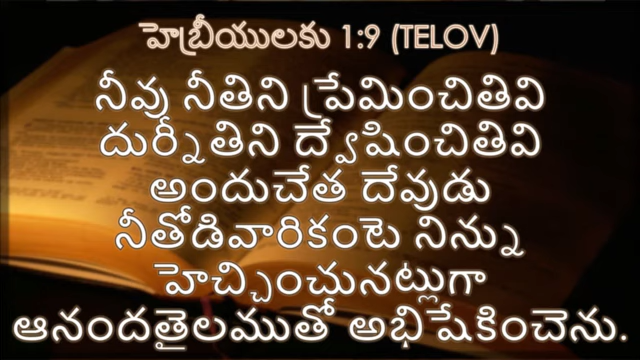 హెబ్రీయులకు 1:9 (TELOV)
నీవు నీతిని ప్రేమించితివి
దుర్నీతిని ద్వేషించితివి
అందుచేత దేవుడు
నీతోడివారికంటె నిన్ను
హెచ్చించునట్లుగా
ఆనందతైలముతో అభిషేకించెను.